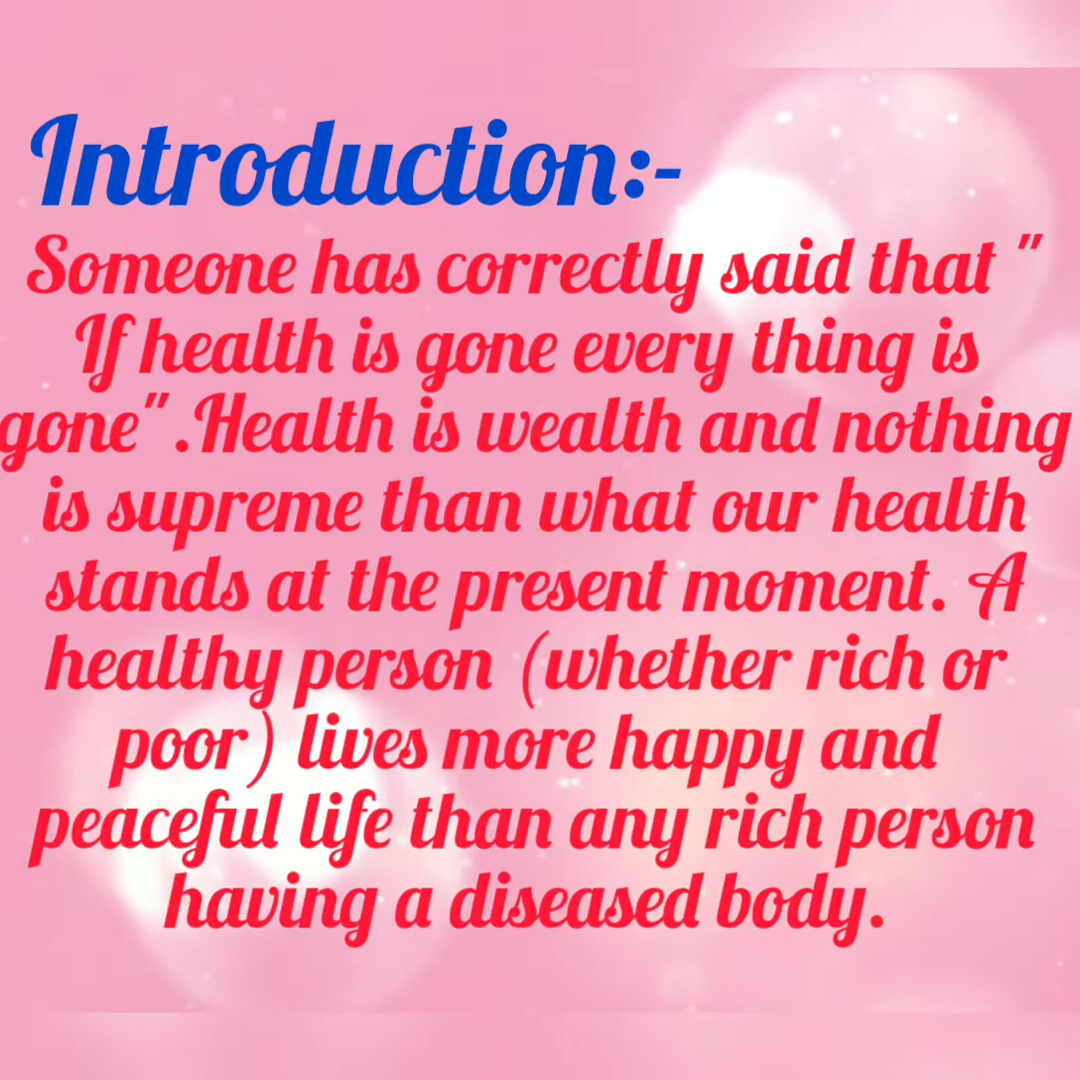 Introduction:-
Someone has correctly said that "
If health is gone every thing is
gone".Health is wealth and nothing
is supreme than what our health
stands at the present moment. A
healthy person (whether rich or
poor) lives more happy and
peaceful life than any rich person
having a diseased body.